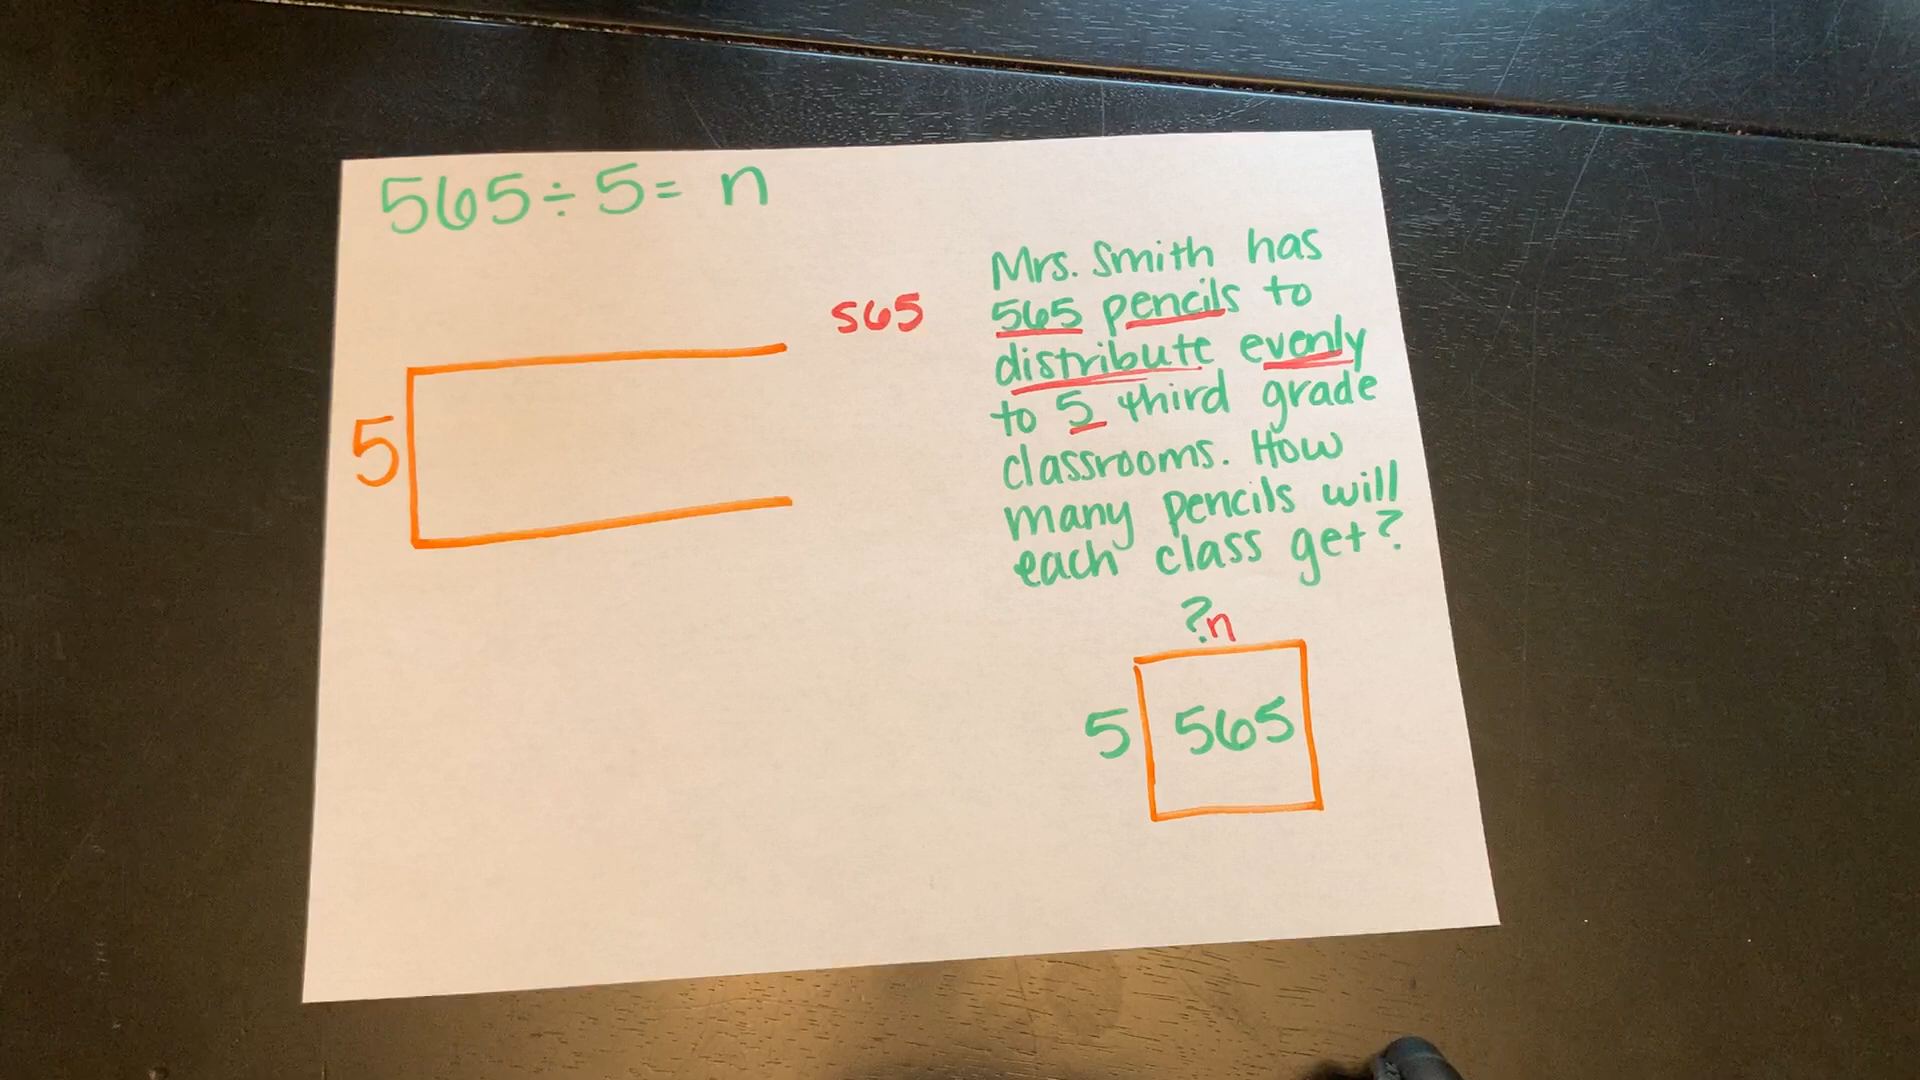 565÷5= n
565
5
Mrs. Smith has
565 pencils to
distribute evenly
to 5 third grade
classrooms. How
many pencils will
each class get?
?n
5 565